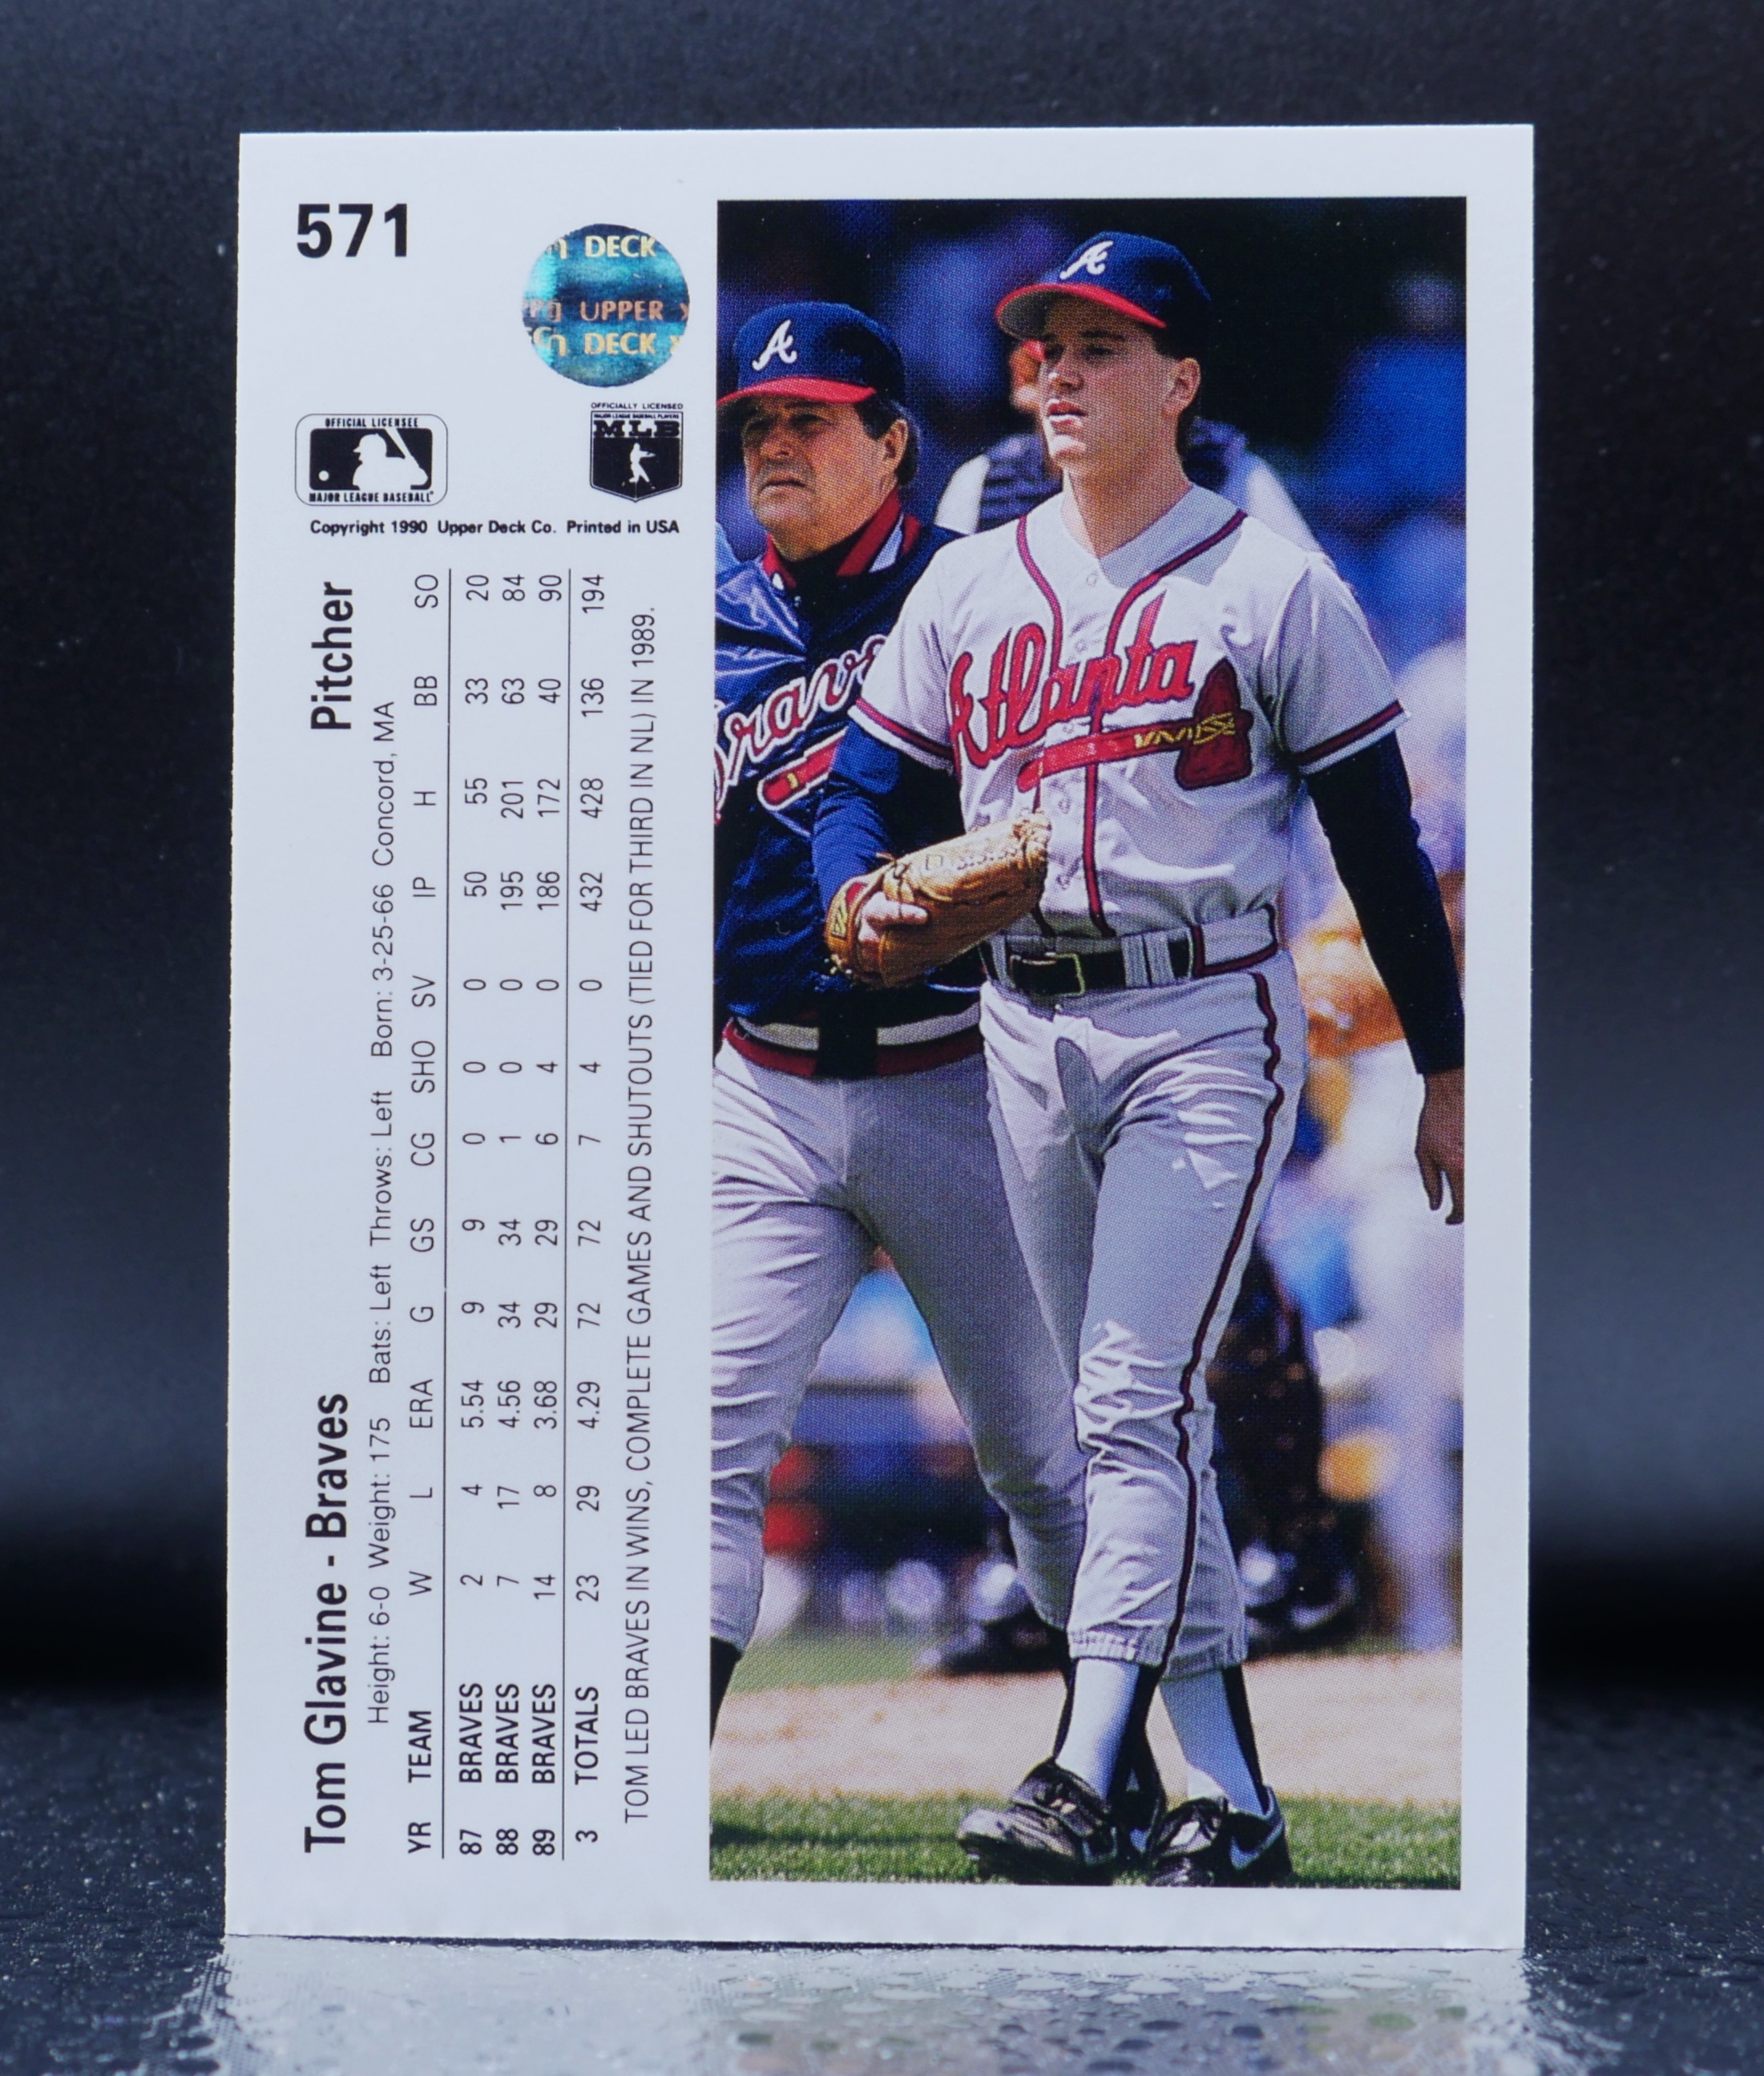 571
DECK
UPPER
DECK
OFFICIAL LICENSEE
MAJOR LEAGUE BASEBALL
OFFICIALLY LICENSED
MAJOR LEAGUE BASEBALL PLAYERS
MLB
Copyright 1990 Upper Deck Co. Printed in USA
Tom Glavine - Braves Pitcher
Height: 6-0 Weight: 175 Bats: Left Throws: Left Born: 3-25-66 Concord, MA
YR TEAM W L ERA G GS CG SHO SV IP H BB SO
87 BRAVES 2 4 5.54 9 9 0 0 0 50 55 33 20
88 BRAVES 7 17 4.56 34 34 1 0 0 195 201 63 84
89 BRAVES 14 8 3.68 29 29 6 4 0 186 172 40 90
3 TOTALS 23 29 4.29 72 72 7 4 0 432 428 136 194
TOM LED BRAVES IN WINS, COMPLETE GAMES AND SHUTOUTS (TIED FOR THIRD IN NL) IN 1989.
A
A
Atlanta